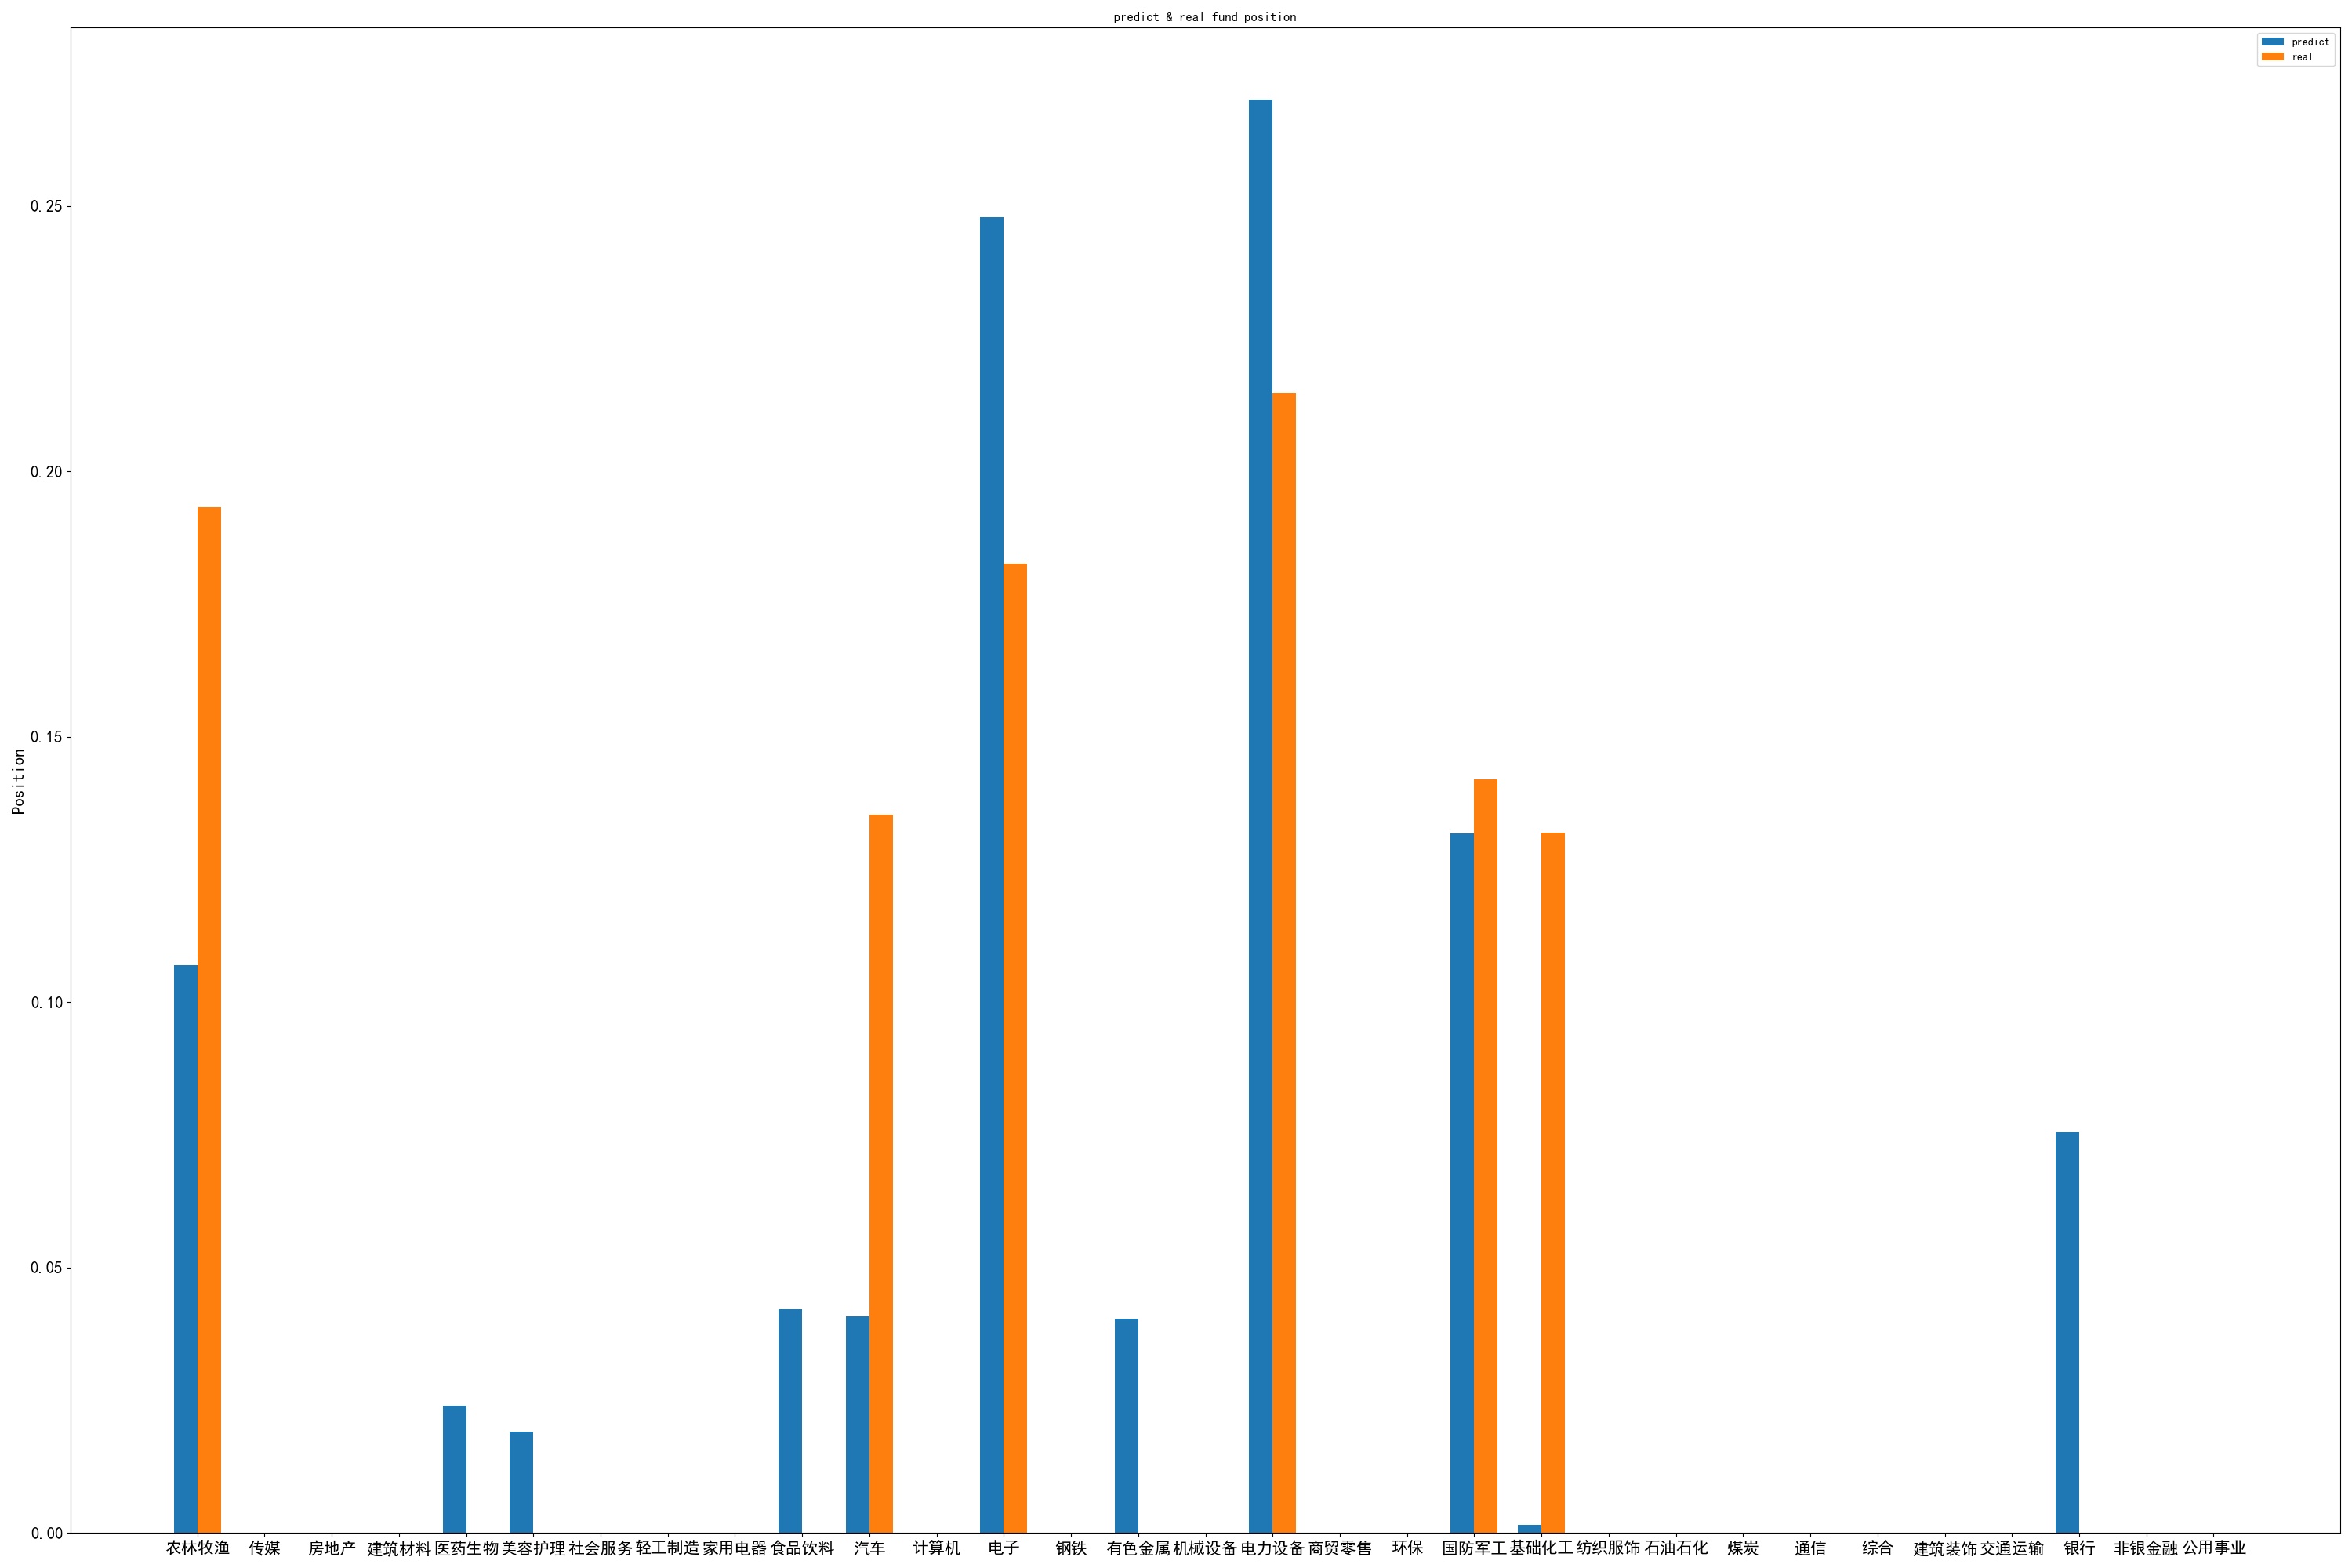 predict & real fund position
predict
real
0.25
0.20
0.15
0.10
0.05
0.00
Position
农林牧渔 传媒 房地产 建筑材料 医药生物 美容护理 社会服务 轻工制造 家用电器 食品饮料 汽车 计算机 电子 钢铁 有色金属 机械设备 电力设备 商贸零售 环保 国防军工 基础化工 纺织服饰 石油石化 煤炭 通信 综合 建筑装饰 交通运输 银行 非银金融 公用事业